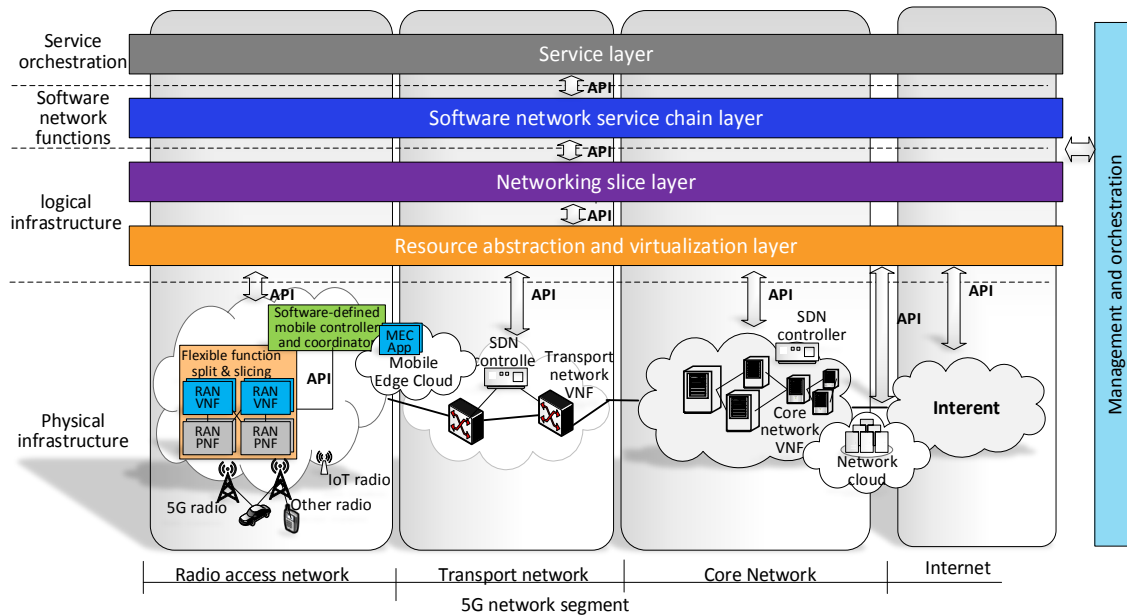 Service
orchestration
Service layer
API
Software
network
functions
Software network service chain layer
API
Networking slice layer
logical
infrastructure
API
Resource abstraction and virtualization layer
Management and orchestration
API
API
API
API
API
Software-defined
mobile controller
and coordinator
MEC
App
Mobile
Edge Cloud
SDN
controlle
Transport
network
VNF
SDN
controller
Flexible function
split & slicing
API
RAN
VNF
RAN
VNF
RAN
PNF
RAN
PNF
Physical
infrastructure
Core
network
VNF
Interent
Network
cloud
IoT radio
5G radio
Other radio
Radio access network
Transport network
Core Network
Internet
5G network segment